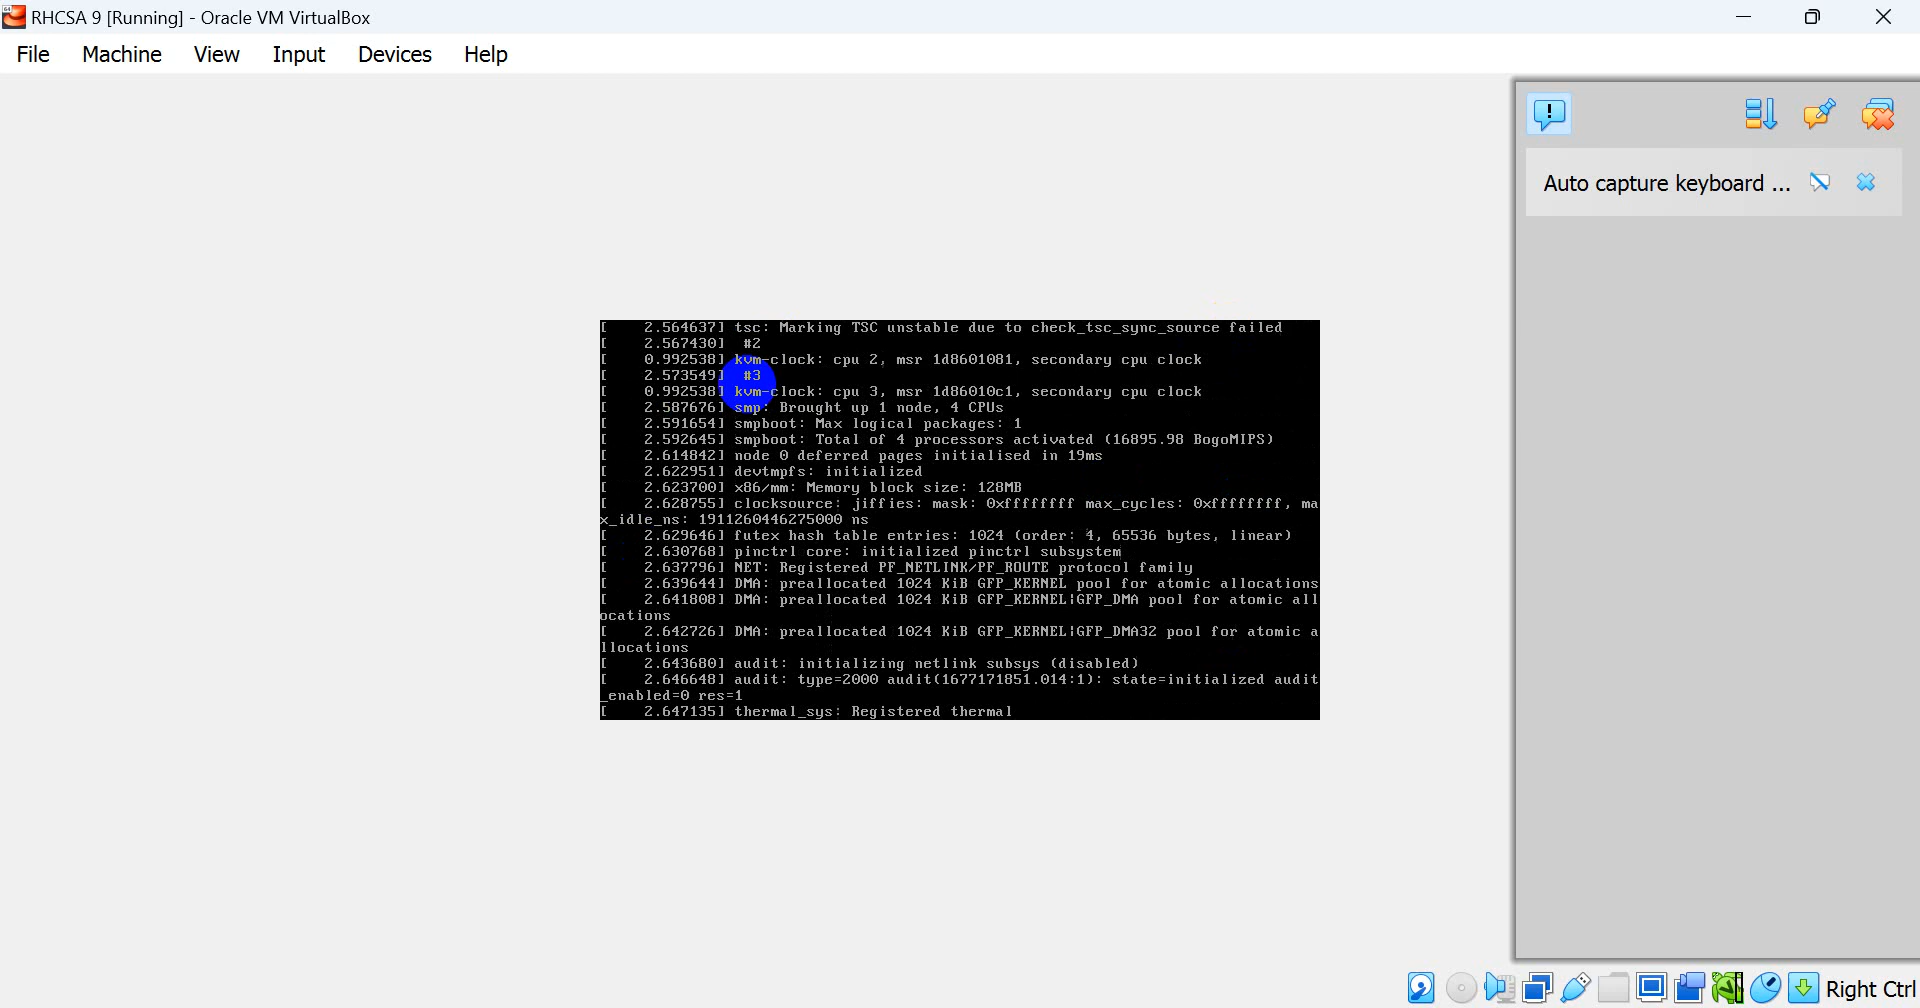 RHCSA 9 [Running] - Oracle VM VirtualBox
File Machine View Input Devices Help
Auto capture keyboard ...
[    2.564637] tsc: Marking TSC unstable due to check_tsc_sync_source failed
[    2.567430]  #2
[    0.992538] kvm-clock: cpu 2, msr 1d8601081, secondary cpu clock
[    2.573549]  #3
[    0.992538] kvm-clock: cpu 3, msr 1d86010c1, secondary cpu clock
[    2.587676] smp: Brought up 1 node, 4 CPUs
[    2.591654] smpboot: Max logical packages: 1
[    2.592645] smpboot: Total of 4 processors activated (16895.98 BogoMIPS)
[    2.614842] node 0 deferred pages initialised in 19ms
[    2.622951] devtmpfs: initialized
[    2.623700] x86/mm: Memory block size: 128MB
[    2.628755] clocksource: jiffies: mask: 0xffffffff max_cycles: 0xffffffff, ma
x_idle_ns: 1911260446275000 ns
[    2.629646] futex hash table entries: 1024 (order: 4, 65536 bytes, linear)
[    2.630768] pinctrl core: initialized pinctrl subsystem
[    2.637796] NET: Registered PF_NETLINK/PF_ROUTE protocol family
[    2.639644] DMA: preallocated 1024 KiB GFP_KERNEL pool for atomic allocations
[    2.641808] DMA: preallocated 1024 KiB GFP_KERNEL|GFP_DMA pool for atomic all
ocations
[    2.642726] DMA: preallocated 1024 KiB GFP_KERNEL|GFP_DMA32 pool for atomic a
llocations
[    2.643680] audit: initializing netlink subsys (disabled)
[    2.646648] audit: type=2000 audit(1677171851.014:1): state=initialized audit
_enabled=0 res=1
[    2.647135] thermal_sys: Registered thermal
Right Ctrl